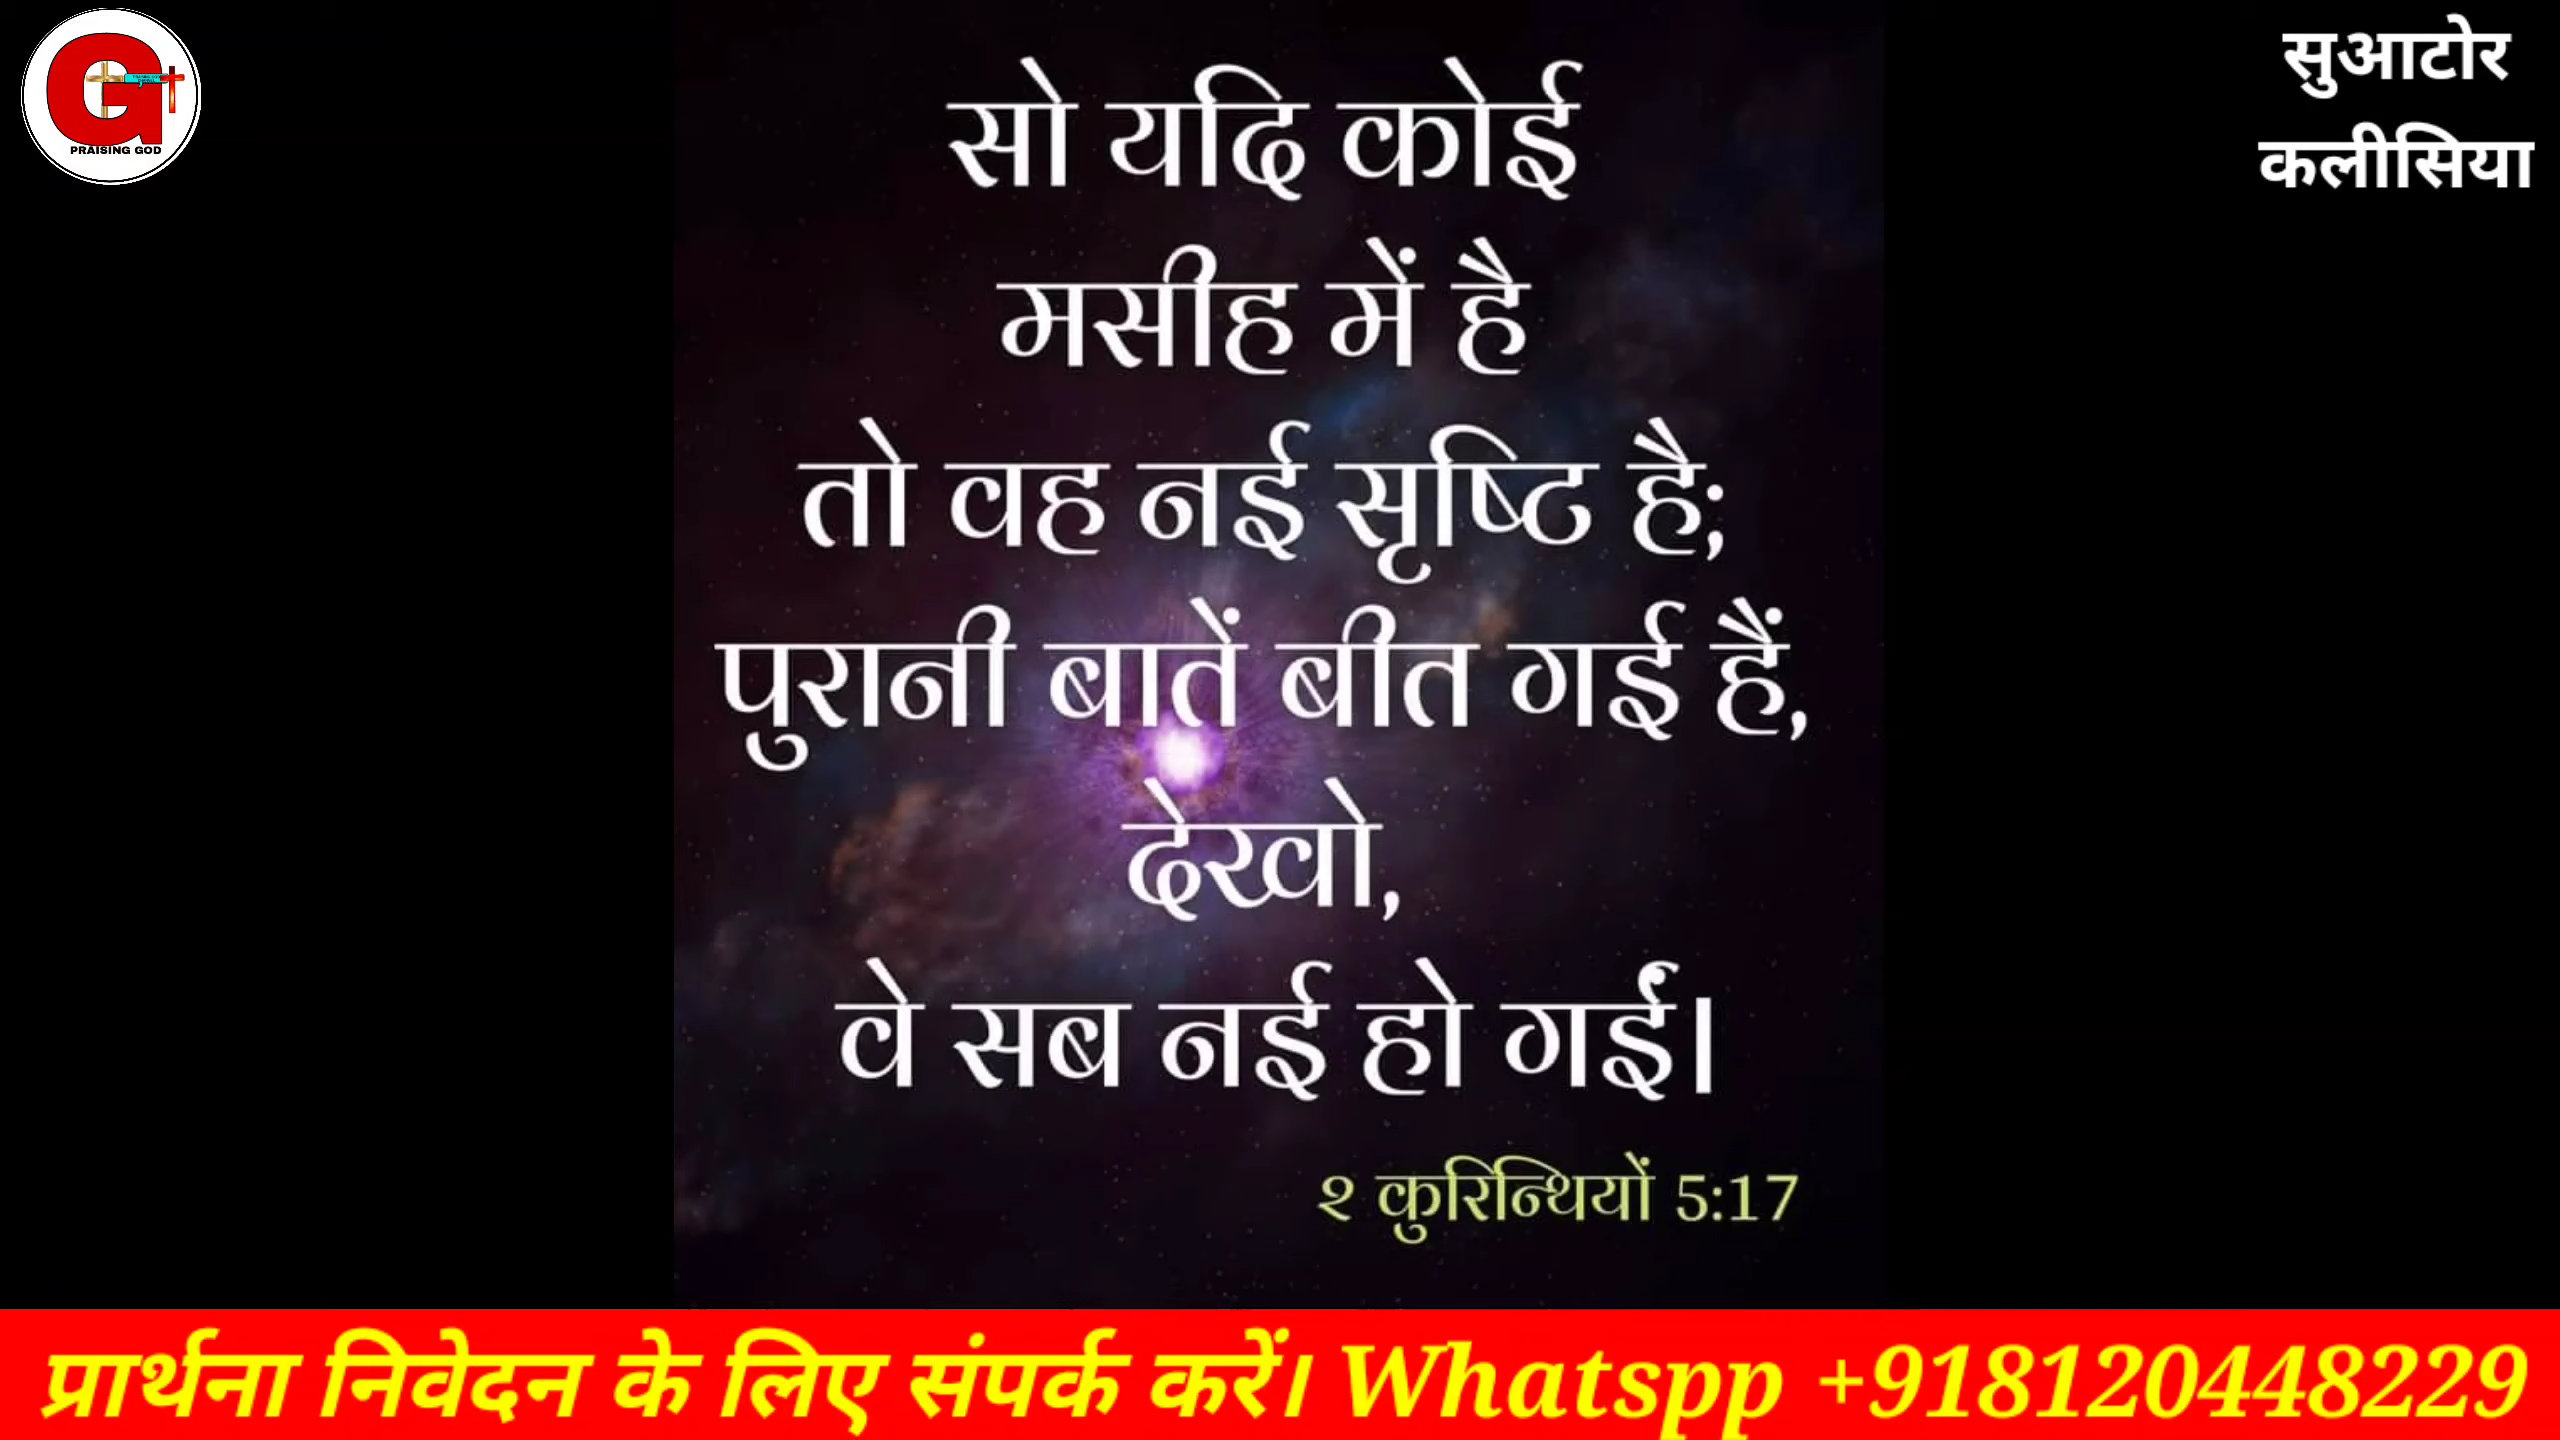 PRAISING GOD
सुआटोर
कलीसिया
सो यदि कोई
मसीह में है
तो वह नई सृष्टि है;
पुरानी बातें बीत गई हैं,
देखो,
वे सब नई हो गईं।
२ कुरिन्थियों 5:17
प्रार्थना निवेदन के लिए संपर्क करें। Whatspp +918120448229